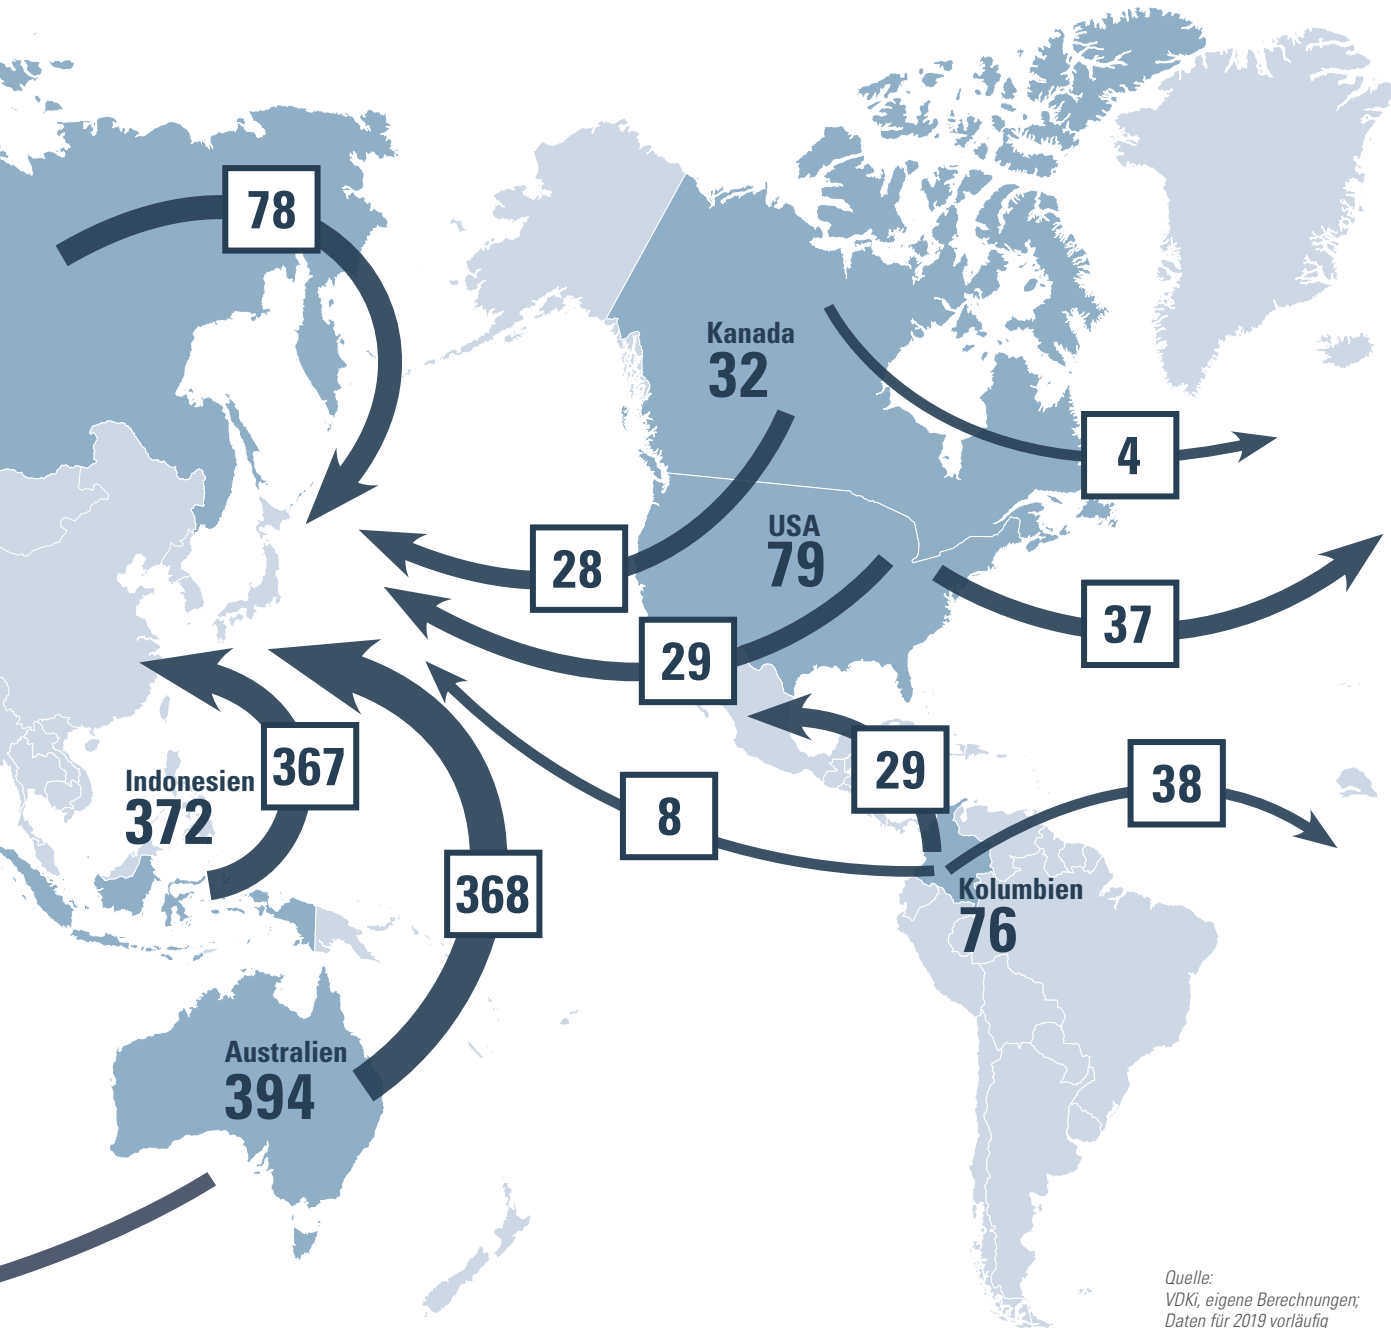 78
Kanada
32
4
USA
79
28
37
29
29
38
Indonesien
372
367
8
368
Kolumbien
76
Australien
394
Quelle:
VDKi, eigene Berechnungen;
Daten für 2019 vorläufig